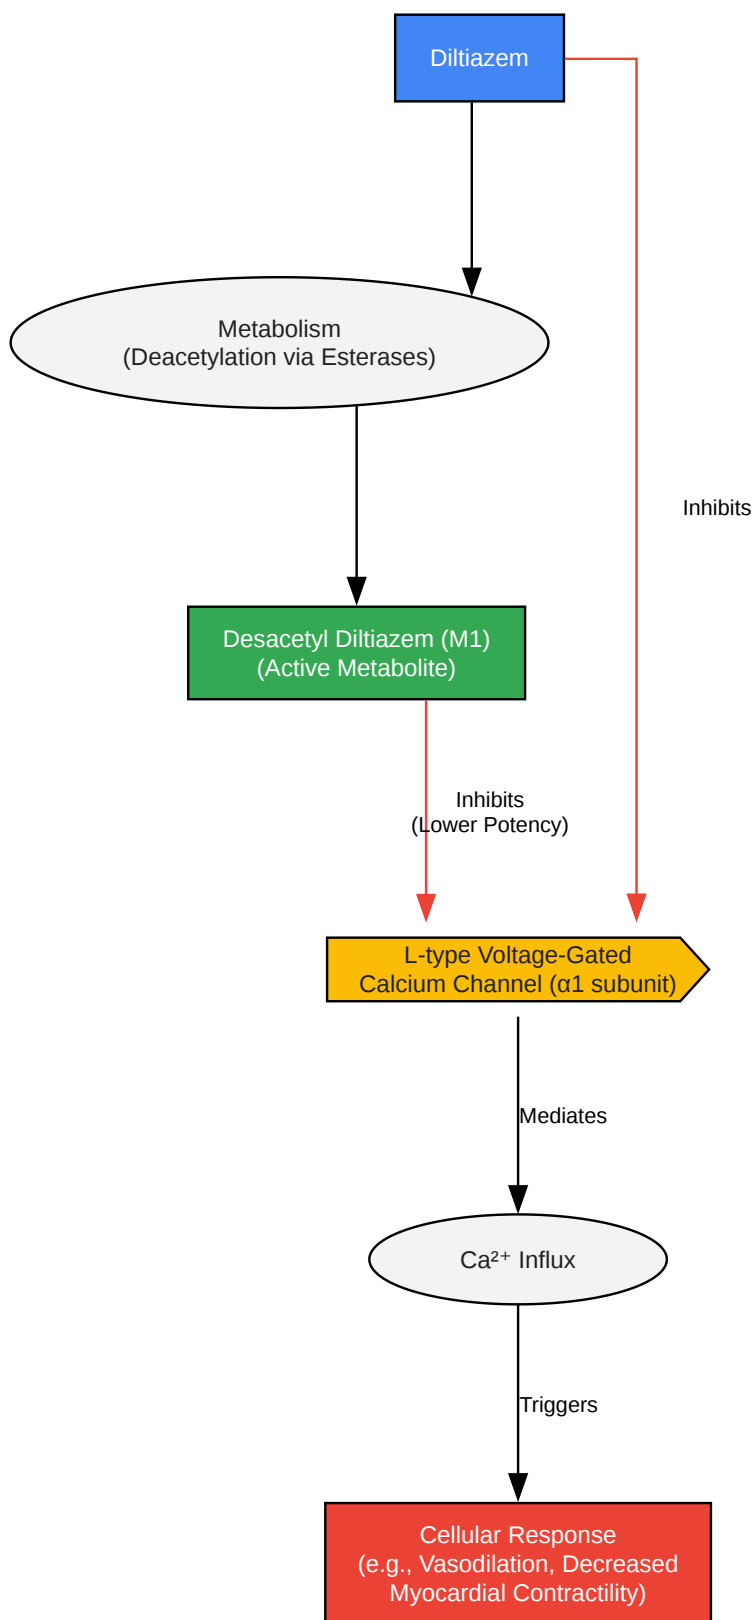 Diltiazem
Metabolism
(Deacetylation via Esterases)
Inhibits
Desacetyl Diltiazem (M1)
(Active Metabolite)
Inhibits
(Lower Potency)
L-type Voltage-Gated
Calcium Channel (α1 subunit)
Mediates
Ca²⁺ Influx
Triggers
Cellular Response
(e.g., Vasodilation, Decreased
Myocardial Contractility)